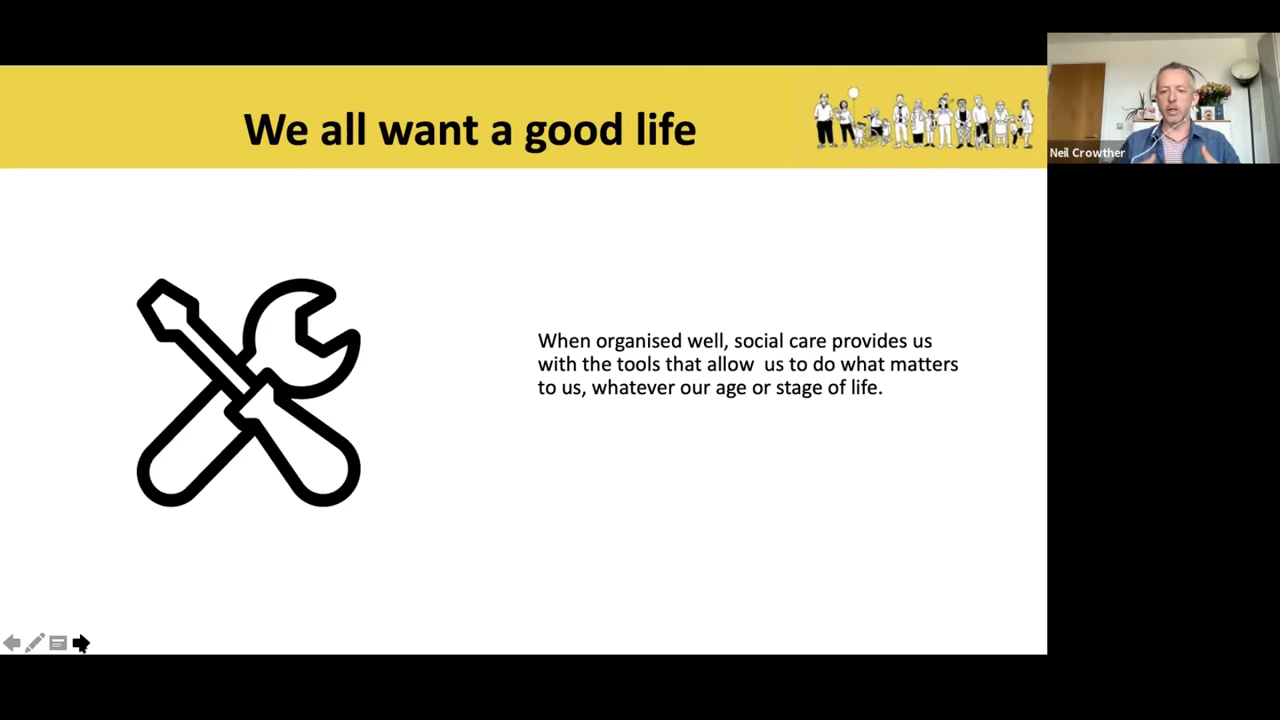 We all want a good life
Neil Crowther
When organised well, social care provides us
with the tools that allow  us to do what matters
to us, whatever our age or stage of life.